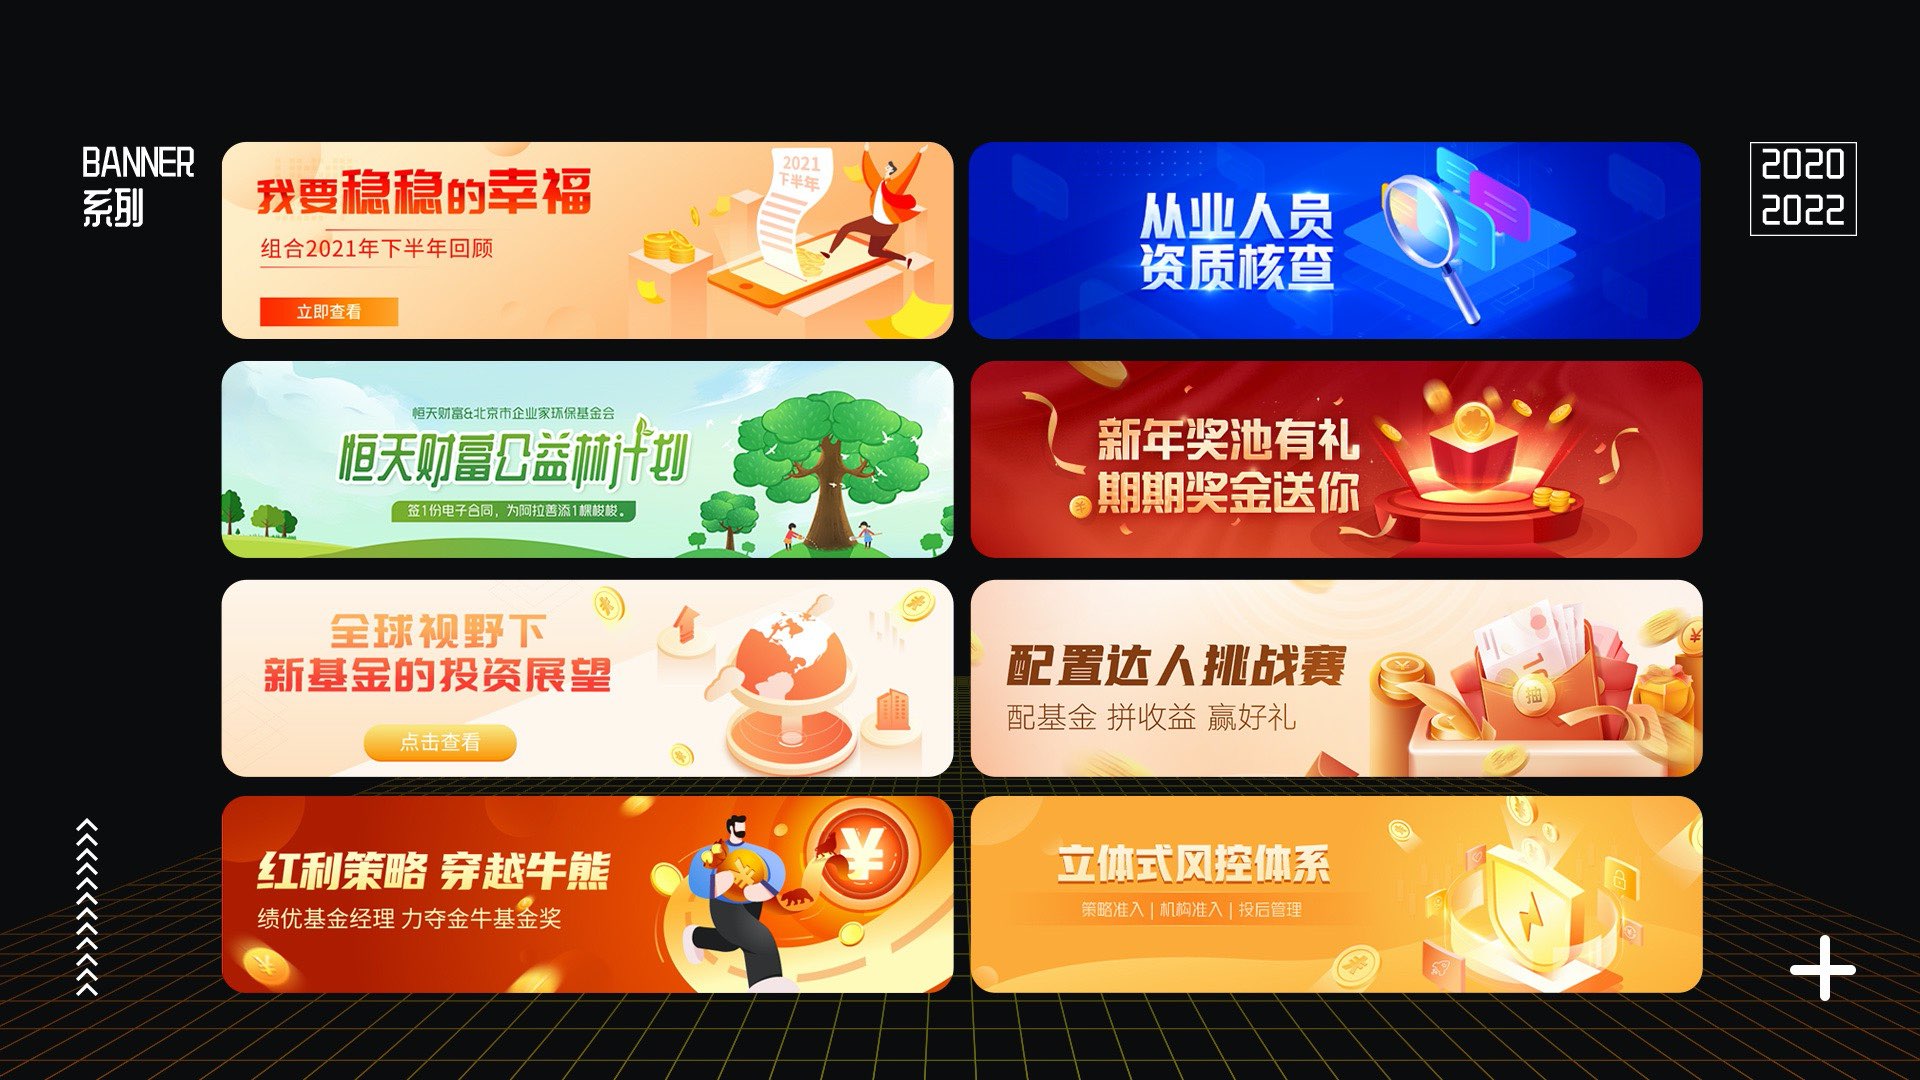 BANNER
系列
2020
2022
我要稳稳的幸福
组合2021年下半年回顾
立即查看
2021
下半年
从业人员
资质核查
恒天财富&北京市企业家环保基金会
恒天财富公益林计划
签1份电子合同，为阿拉善添1棵梭梭。
新年奖池有礼
期期奖金送你
全球视野下
新基金的投资展望
点击查看
配置达人挑战赛
配基金 拼收益 赢好礼
抽
红利策略 穿越牛熊
绩优基金经理 力夺金牛基金奖
¥
立体式风控体系
策略准入 | 机构准入 | 投后管理